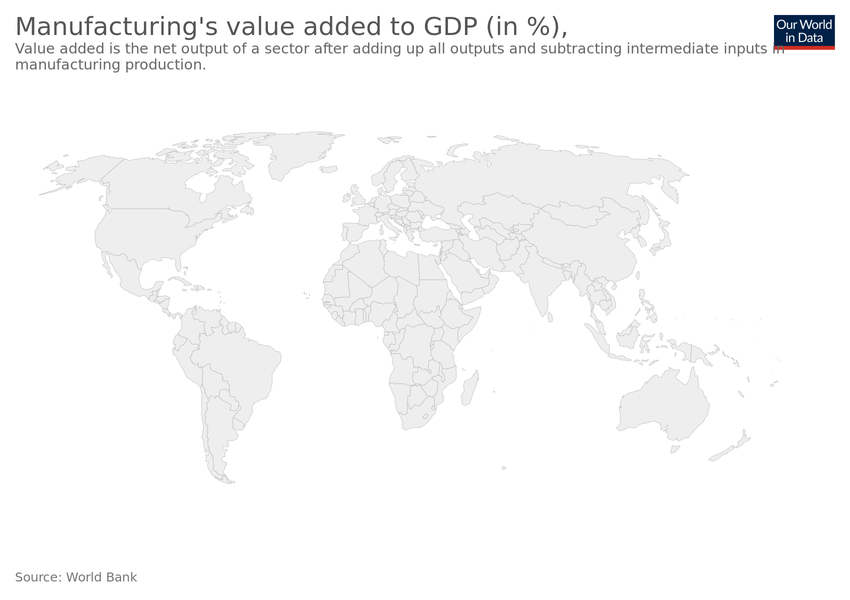 Manufacturing's value added to GDP (in %),
Our World
in Data
Value added is the net output of a sector after adding up all outputs and subtracting intermediate inputs in
manufacturing production.
Source: World Bank